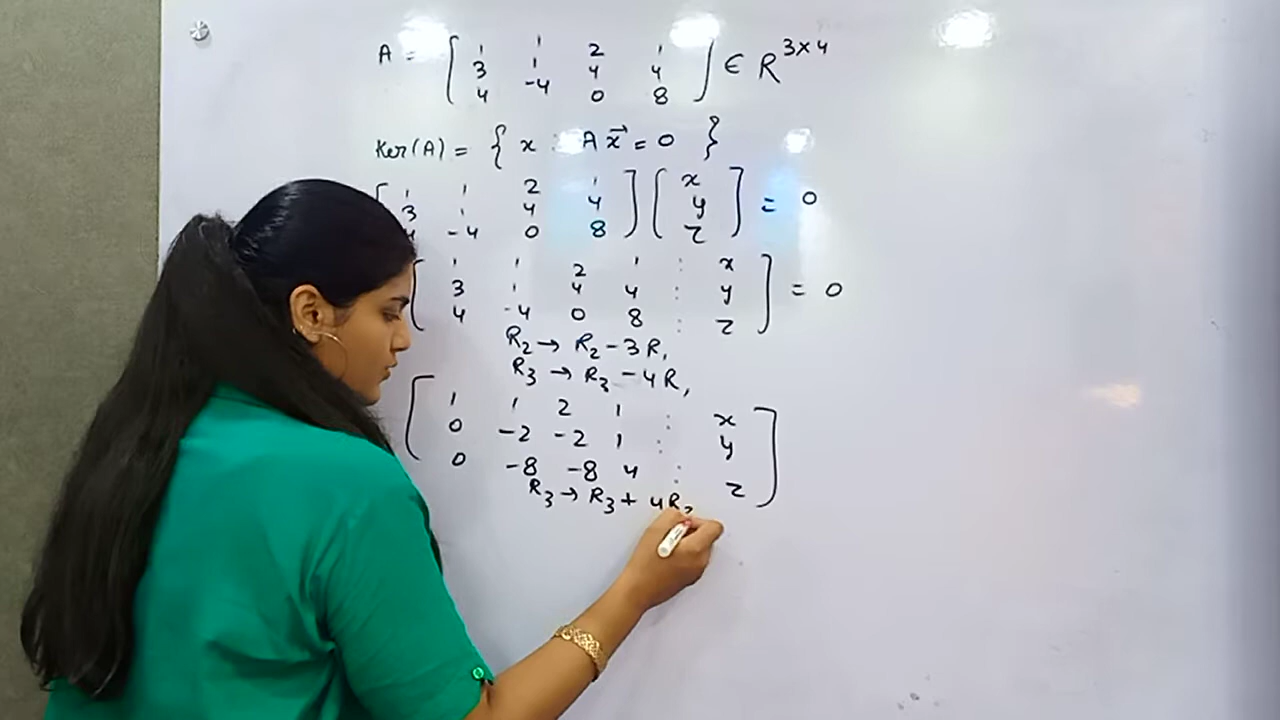 A = [ 1 1 2 1 ] ∈ R^{3×4}
3 1 4 4
4 -4 0 8
Ker(A) = { x : A x⃗ = 0 }
[ 1 1 2 1 ] [ x ] = 0
3 1 4 4 y
4 -4 0 8 z
[ 1 1 2 1 : x ] = 0
3 1 4 4 : y
4 -4 0 8 : z
R₂ → R₂ - 3R₁
R₃ → R₃ - 4R₁
[ 1 1 2 1 : x ]
0 -2 -2 1 : y
0 -8 -8 4 : z
R₃ → R₃ + 4R₂